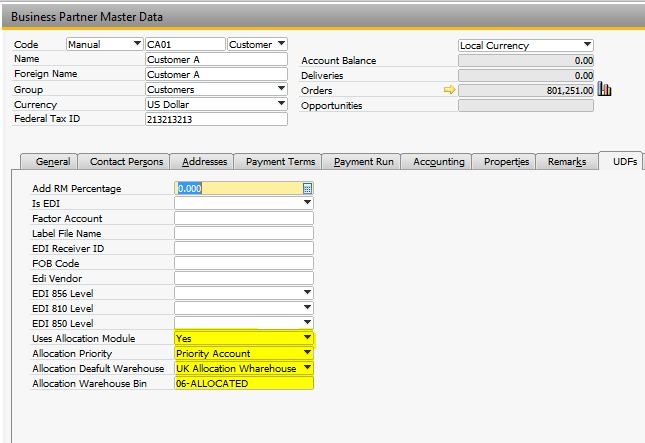 Business Partner Master Data
Code Manual CA01 Customer Local Currency
Name Customer A Account Balance 0.00
Foreign Name Customer A Deliveries 0.00
Group Customers Orders 801,251.00
Currency US Dollar Opportunities
Federal Tax ID 213213213
General Contact Persons Addresses Payment Terms Payment Run Accounting Properties Remarks UDFs
Add RM Percentage 0.000
Is EDI
Factor Account
Label File Name
EDI Receiver ID
FOB Code
Edi Vendor
EDI 856 Level
EDI 810 Level
EDI 850 Level
Uses Allocation Module Yes
Allocation Priority Priority Account
Allocation Deafult Warehouse UK Allocation Wharehouse
Allocation Warehouse Bin 06-ALLOCATED